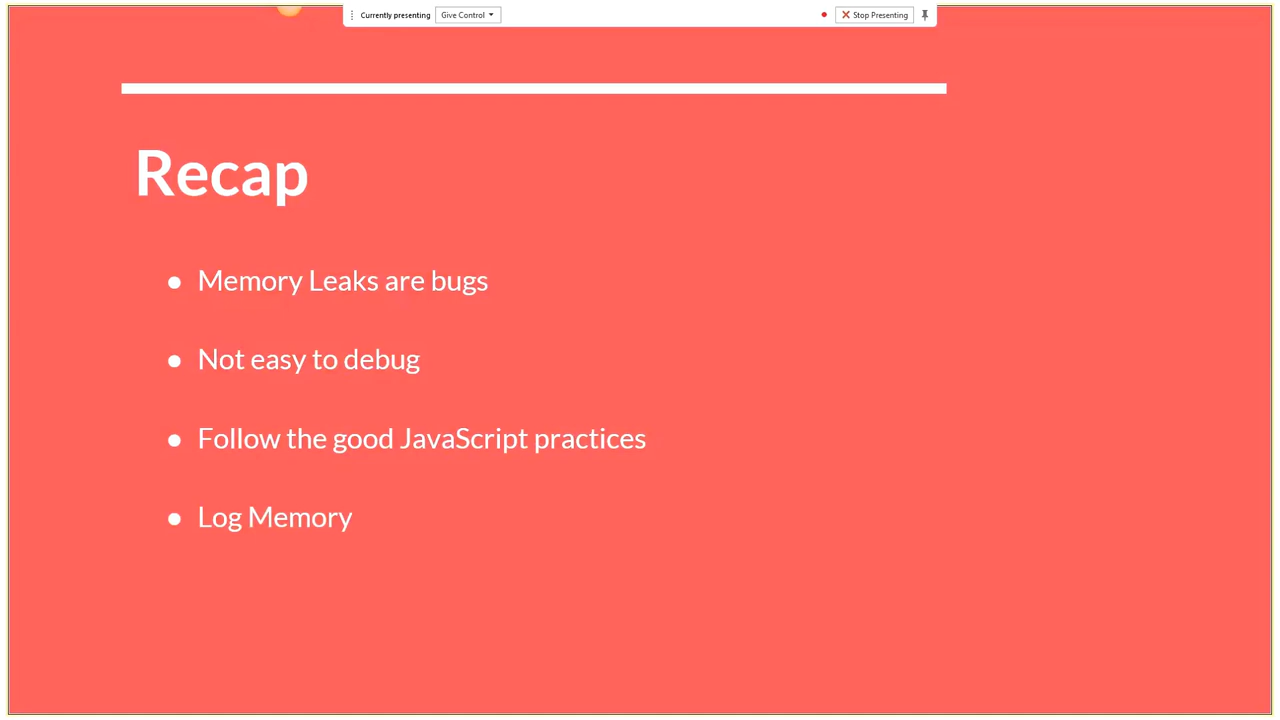 Currently presenting Give Control Stop Presenting
Recap
● Memory Leaks are bugs
● Not easy to debug
● Follow the good JavaScript practices
● Log Memory